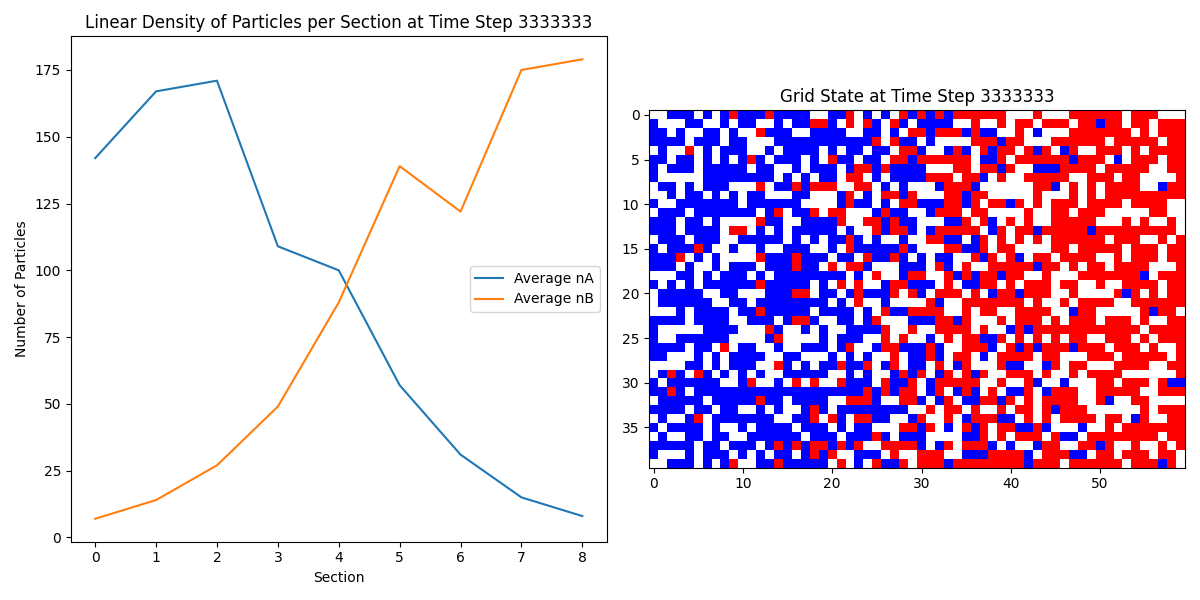 Linear Density of Particles per Section at Time Step 3333333
Number of Particles
175
150
125
100
75
50
25
0
0 1 2 3 4 5 6 7 8
Section
Average nA
Average nB
Grid State at Time Step 3333333
0
5
10
15
20
25
30
35
0 10 20 30 40 50